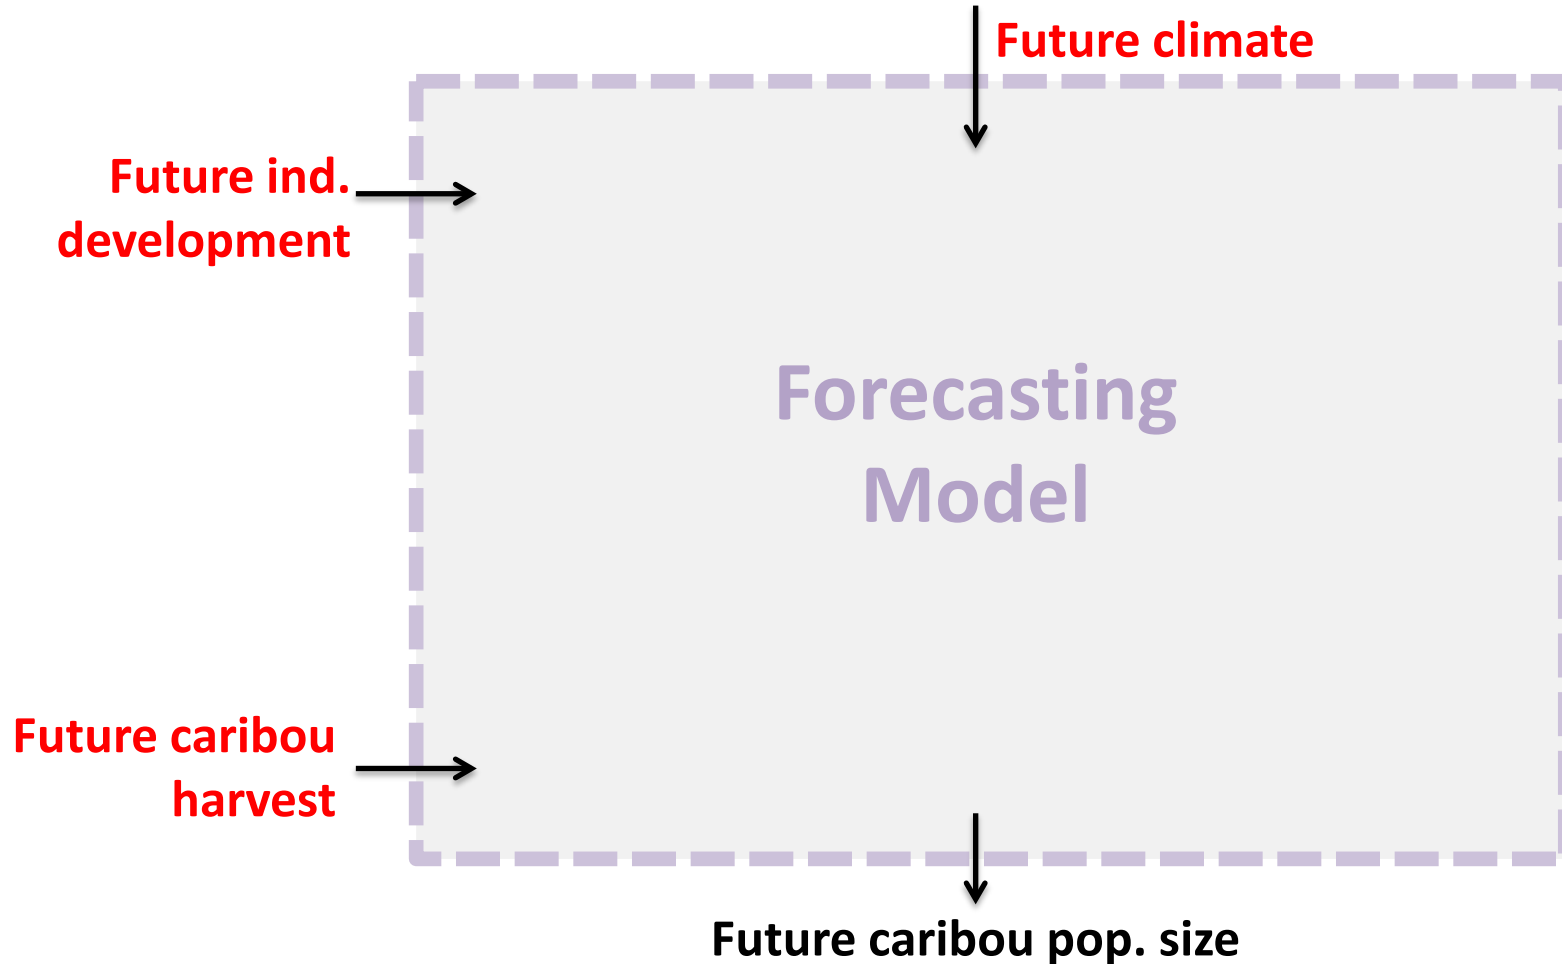 Future climate
Future ind.
development
Forecasting
Model
Future caribou
harvest
Future caribou pop. size